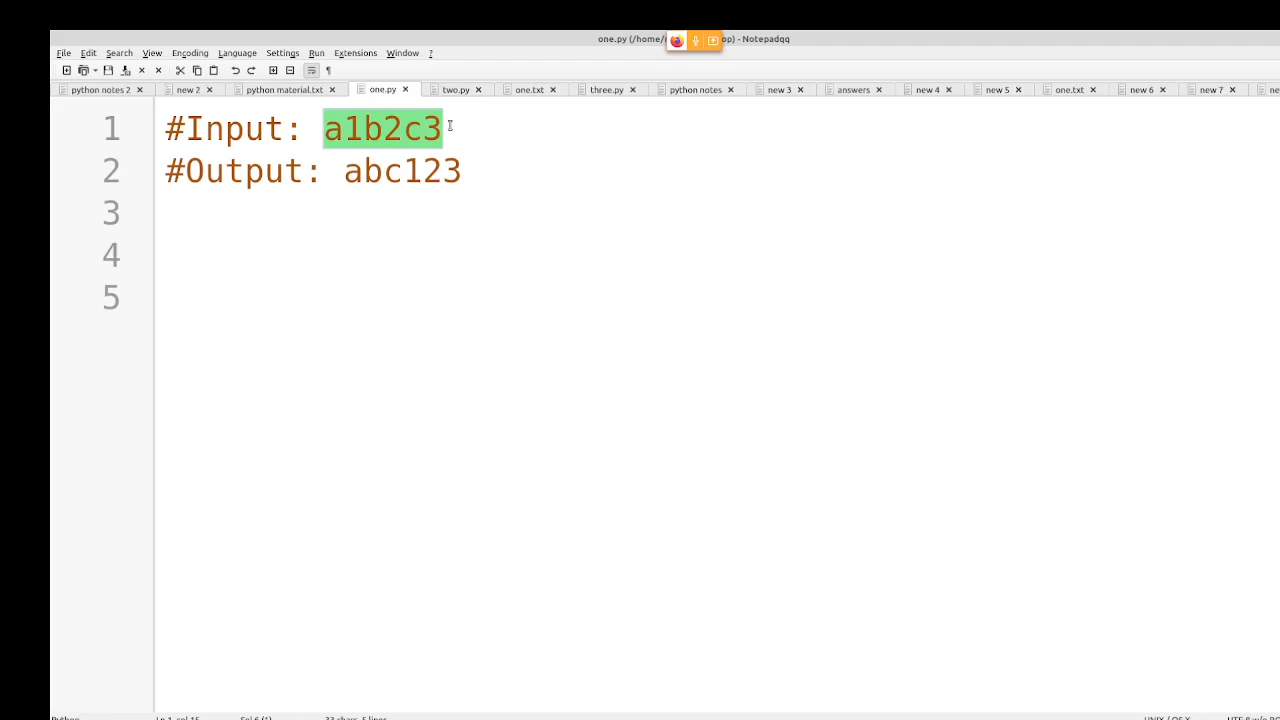 one.py (/home/ op) - Notepadqq
File Edit Search View Encoding Language Settings Run Extensions Window ?
python notes 2 new 2 python material.txt one.py two.py one.txt three.py python notes new 3 answers new 4 new 5 one.txt new 6 new 7
1 #Input: a1b2c3
2 #Output: abc123
3
4
5